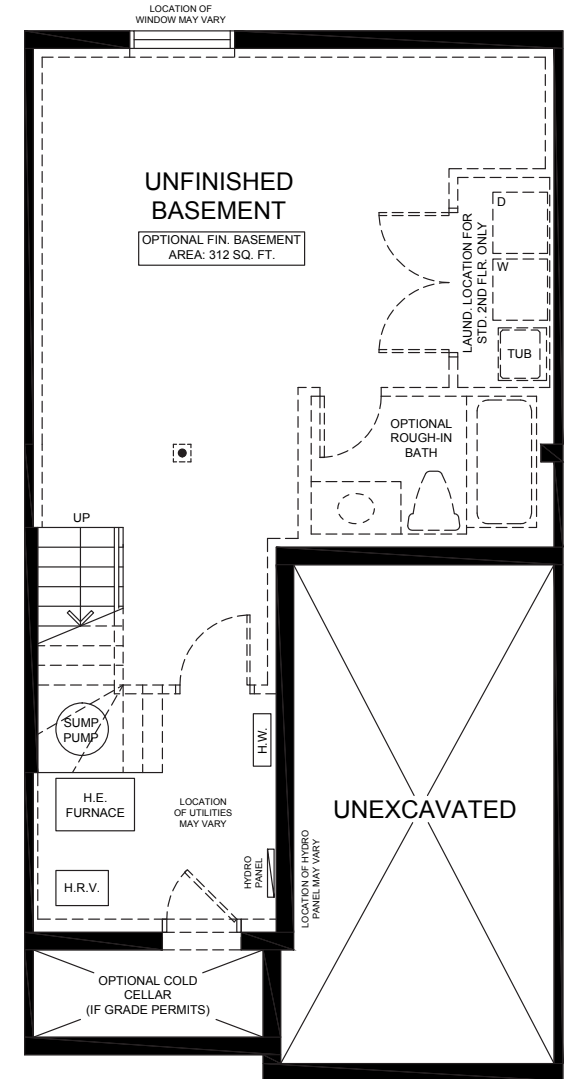 LOCATION OF
WINDOW MAY VARY
UNFINISHED
BASEMENT
OPTIONAL FIN. BASEMENT
AREA: 312 SQ. FT.
D
W
LAUND. LOCATION FOR
STD. 2ND FLR. ONLY
TUB
OPTIONAL
ROUGH-IN
BATH
UP
SUMP
PUMP
H.W.
H.E.
FURNACE
LOCATION
OF UTILITIES
MAY VARY
UNEXCAVATED
HYDRO
PANEL
LOCATION OF HYDRO
PANEL MAY VARY
H.R.V.
OPTIONAL COLD
CELLAR
(IF GRADE PERMITS)